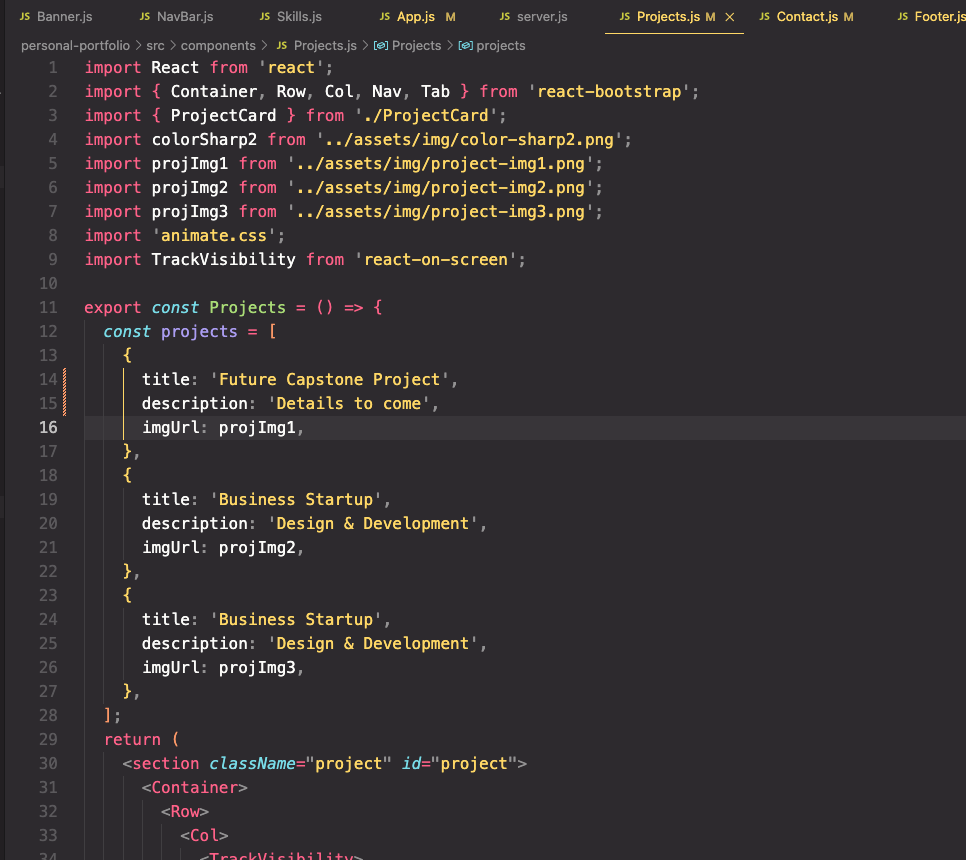 JS Banner.js JS NavBar.js JS Skills.js JS App.js M JS server.js JS Projects.js M × JS Contact.js M JS Footer.js
personal-portfolio > src > components > JS Projects.js > Projects > projects
1 import React from 'react';
2 import { Container, Row, Col, Nav, Tab } from 'react-bootstrap';
3 import { ProjectCard } from './ProjectCard';
4 import colorSharp2 from '../assets/img/color-sharp2.png';
5 import projImg1 from '../assets/img/project-img1.png';
6 import projImg2 from '../assets/img/project-img2.png';
7 import projImg3 from '../assets/img/project-img3.png';
8 import 'animate.css';
9 import TrackVisibility from 'react-on-screen';
10
11 export const Projects = () => {
12 const projects = [
13 {
14 title: 'Future Capstone Project',
15 description: 'Details to come',
16 imgUrl: projImg1,
17 },
18 {
19 title: 'Business Startup',
20 description: 'Design & Development',
21 imgUrl: projImg2,
22 },
23 {
24 title: 'Business Startup',
25 description: 'Design & Development',
26 imgUrl: projImg3,
27 },
28 ];
29 return (
30 <section className="project" id="project">
31 <Container>
32 <Row>
33 <Col>
34 <TrackVisibility>